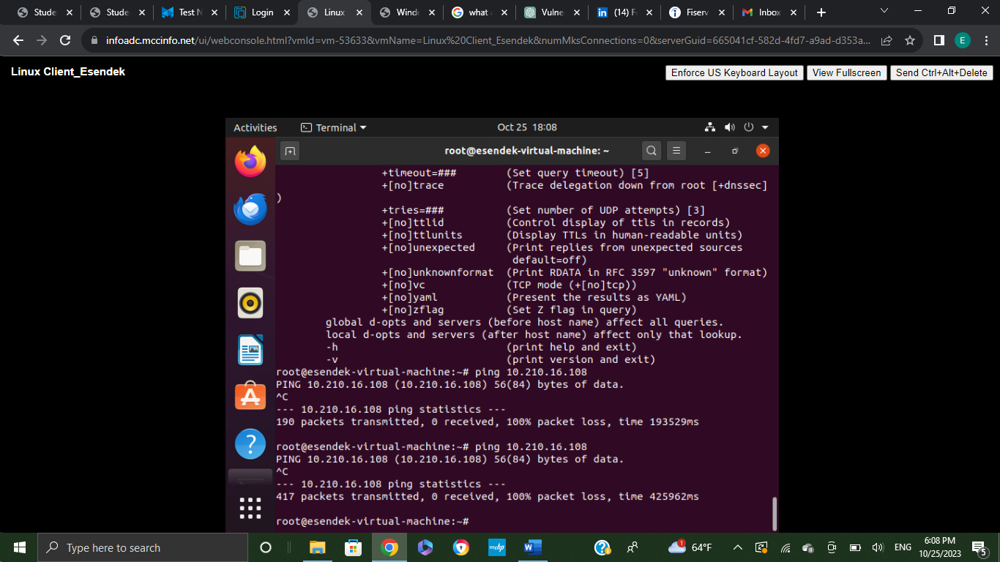 Stude
Stude
Test N
Login
Linux
Wind
what
Vulne
(14) F
Fiserv
Inbox
infoadc.mccinfo.net/ui/webconsole.html?vmId=vm-53633&vmName=Linux%20Client_Esendek&numMksConnections=0&serverGuid=665041cf-582d-4fd7-a9ad-d353a...
E
Linux Client_Esendek
Enforce US Keyboard Layout
View Fullscreen
Send Ctrl+Alt+Delete
Activities
Terminal
Oct 25 18:08
root@esendek-virtual-machine: ~
+timeout=### (Set query timeout) [5]
+[no]trace (Trace delegation down from root [+dnssec]
)
+tries=### (Set number of UDP attempts) [3]
+[no]ttlid (Control display of ttls in records)
+[no]ttlunits (Display TTLs in human-readable units)
+[no]unexpected (Print replies from unexpected sources
default=off)
+[no]unknownformat (Print RDATA in RFC 3597 "unknown" format)
+[no]vc (TCP mode (+[no]tcp))
+[no]yaml (Present the results as YAML)
+[no]zflag (Set Z flag in query)
global d-opts and servers (before host name) affect all queries.
local d-opts and servers (after host name) affect only that lookup.
-h (print help and exit)
-v (print version and exit)
root@esendek-virtual-machine:~# ping 10.210.16.108
PING 10.210.16.108 (10.210.16.108) 56(84) bytes of data.
^C
--- 10.210.16.108 ping statistics ---
190 packets transmitted, 0 received, 100% packet loss, time 193529ms
root@esendek-virtual-machine:~# ping 10.210.16.108
PING 10.210.16.108 (10.210.16.108) 56(84) bytes of data.
^C
--- 10.210.16.108 ping statistics ---
417 packets transmitted, 0 received, 100% packet loss, time 425962ms
root@esendek-virtual-machine:~#
Type here to search
myhp
1
64°F
ENG
6:08 PM
10/25/2023
5